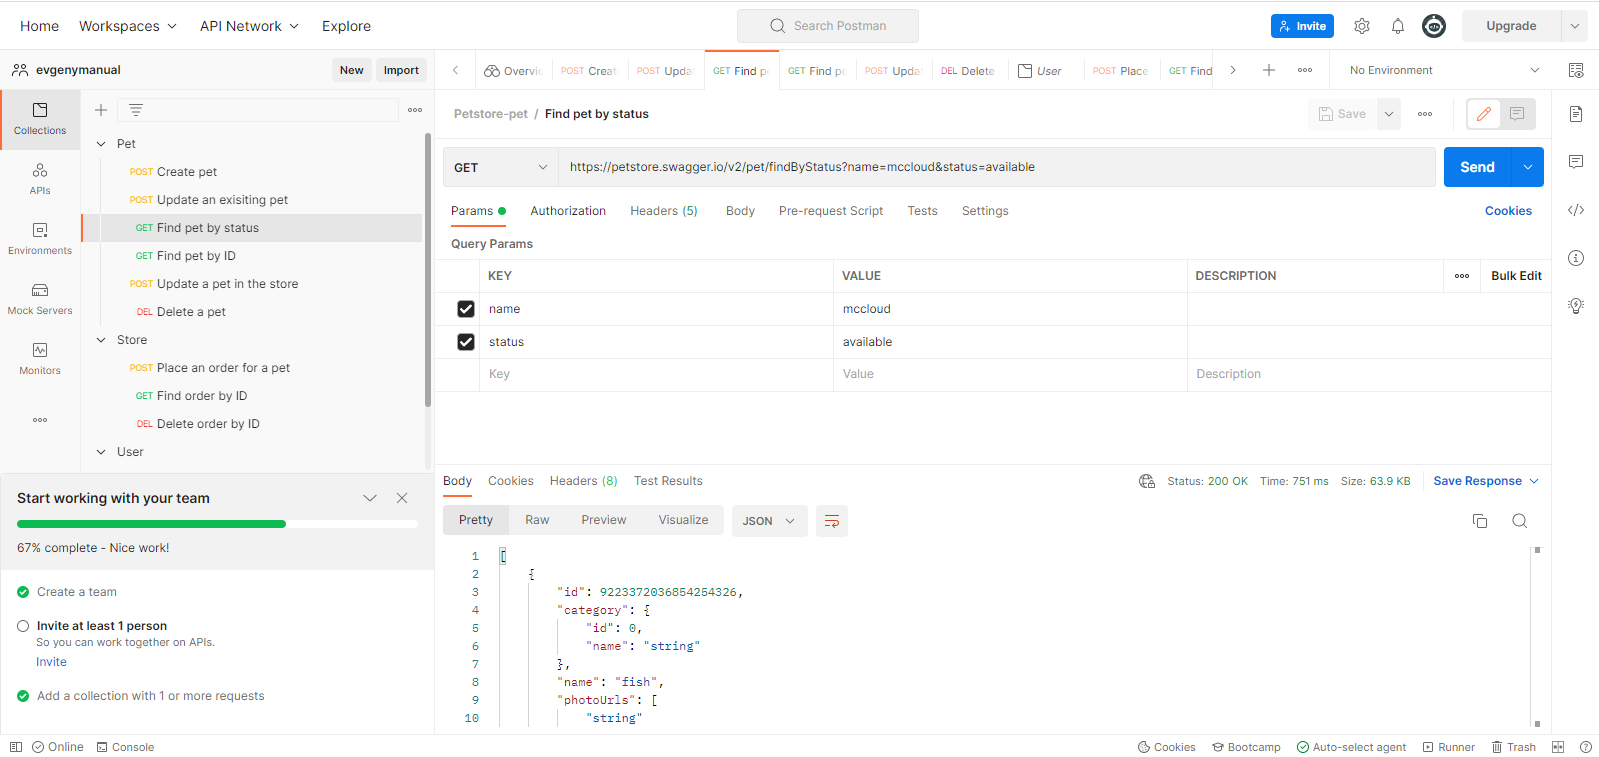 Home Workspaces API Network Explore Search Postman Invite Upgrade
evgenymanual New Import
Overvi POST Creat POST Upda GET Find p GET Find pe POST Upda DEL Delete User POST Place GET Find No Environment
Collections
APIs
Environments
Mock Servers
Monitors
Pet
POST Create pet
POST Update an exisiting pet
GET Find pet by status
GET Find pet by ID
POST Update a pet in the store
DEL Delete a pet
Store
POST Place an order for a pet
GET Find order by ID
DEL Delete order by ID
User
Start working with your team
67% complete - Nice work!
Create a team
Invite at least 1 person
So you can work together on APIs.
Invite
Add a collection with 1 or more requests
Petstore-pet / Find pet by status Save
GET https://petstore.swagger.io/v2/pet/findByStatus?name=mccloud&status=available Send
Params Authorization Headers (5) Body Pre-request Script Tests Settings Cookies
Query Params
KEY VALUE DESCRIPTION Bulk Edit
name mccloud
status available
Key Value Description
Body Cookies Headers (8) Test Results Status: 200 OK Time: 751 ms Size: 63.9 KB Save Response
Pretty Raw Preview Visualize JSON
1 [
2 {
3 "id": 9223372036854254326,
4 "category": {
5 "id": 0,
6 "name": "string"
7 },
8 "name": "fish",
9 "photoUrls": [
10 "string"
Online Console Cookies Bootcamp Auto-select agent Runner Trash